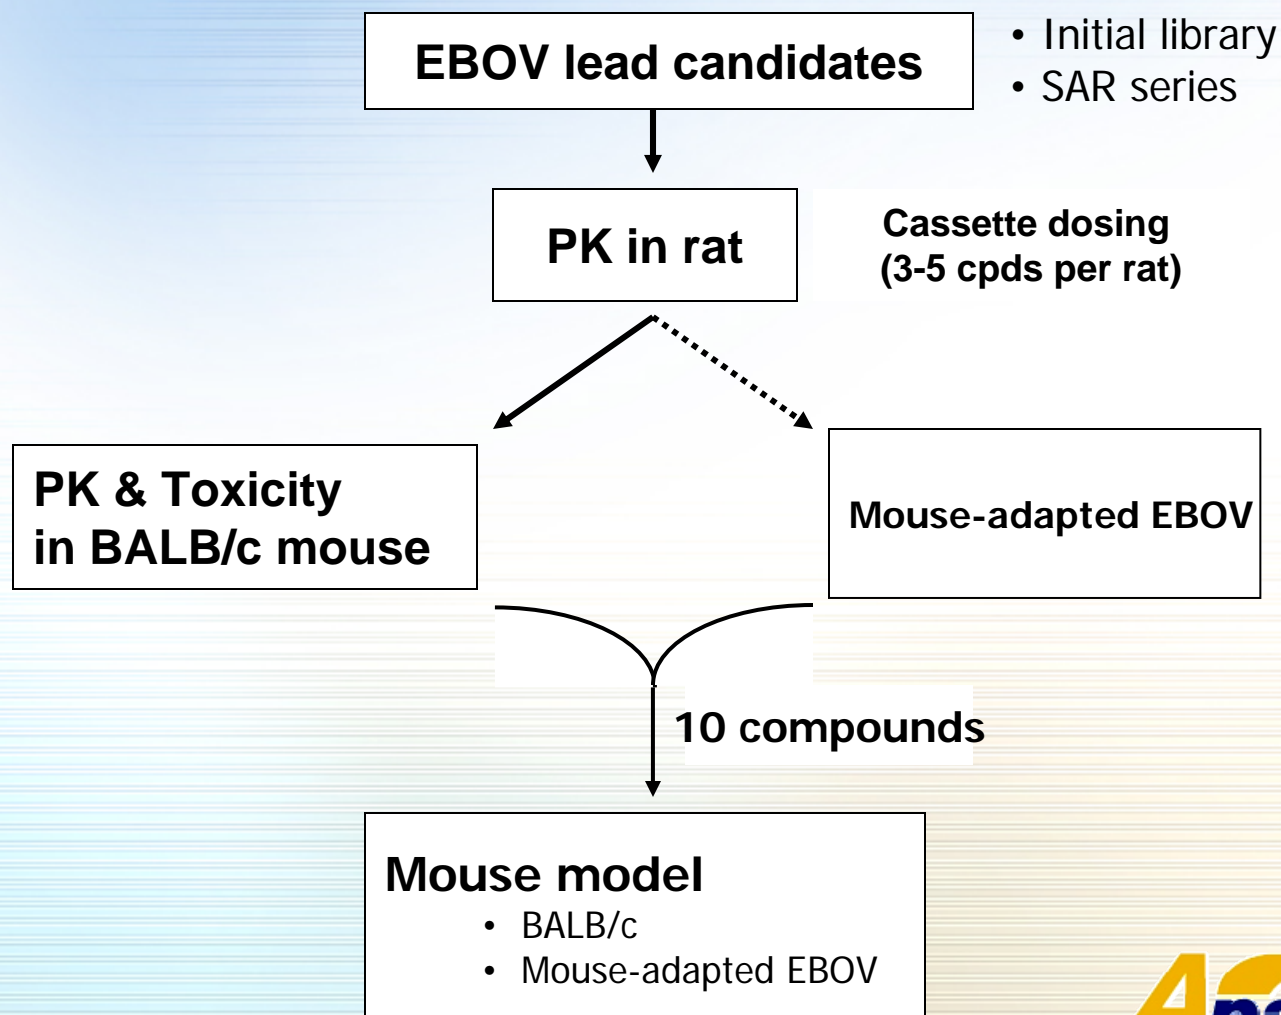 EBOV lead candidates
• Initial library
• SAR series
PK in rat
Cassette dosing
(3-5 cpds per rat)
PK & Toxicity
in BALB/c mouse
Mouse-adapted EBOV
10 compounds
Mouse model
• BALB/c
• Mouse-adapted EBOV